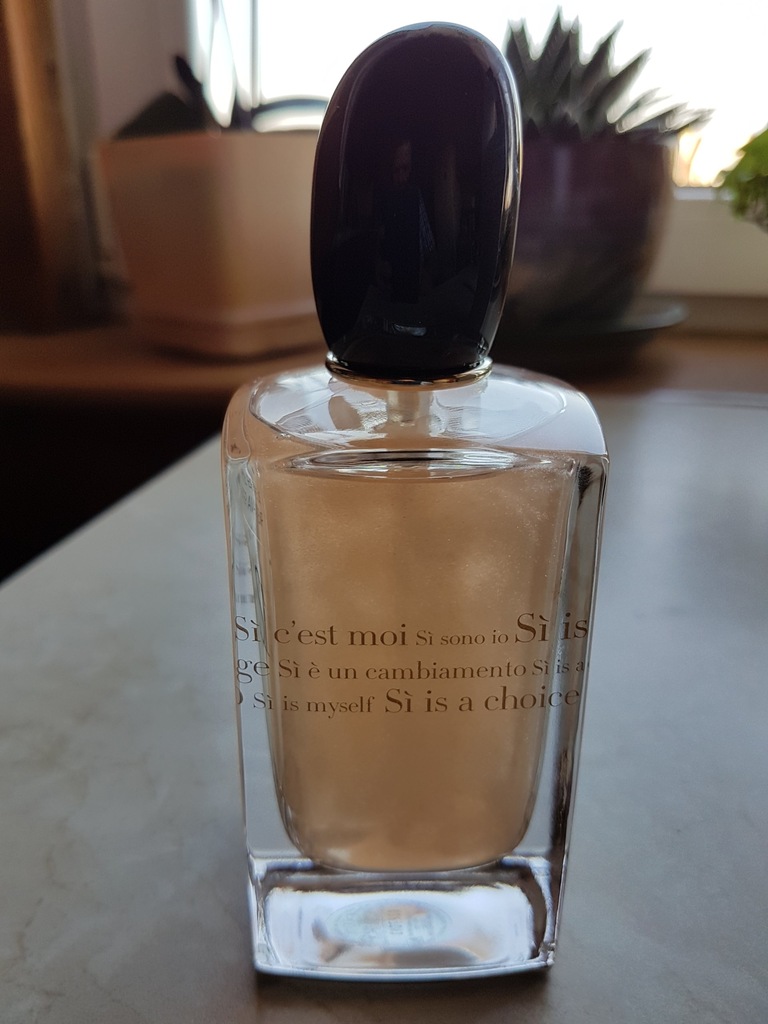 Sì c'est moi Sì sono io Sì is
ge Sì è un cambiamento Sì is a
Sì is myself Sì is a choice